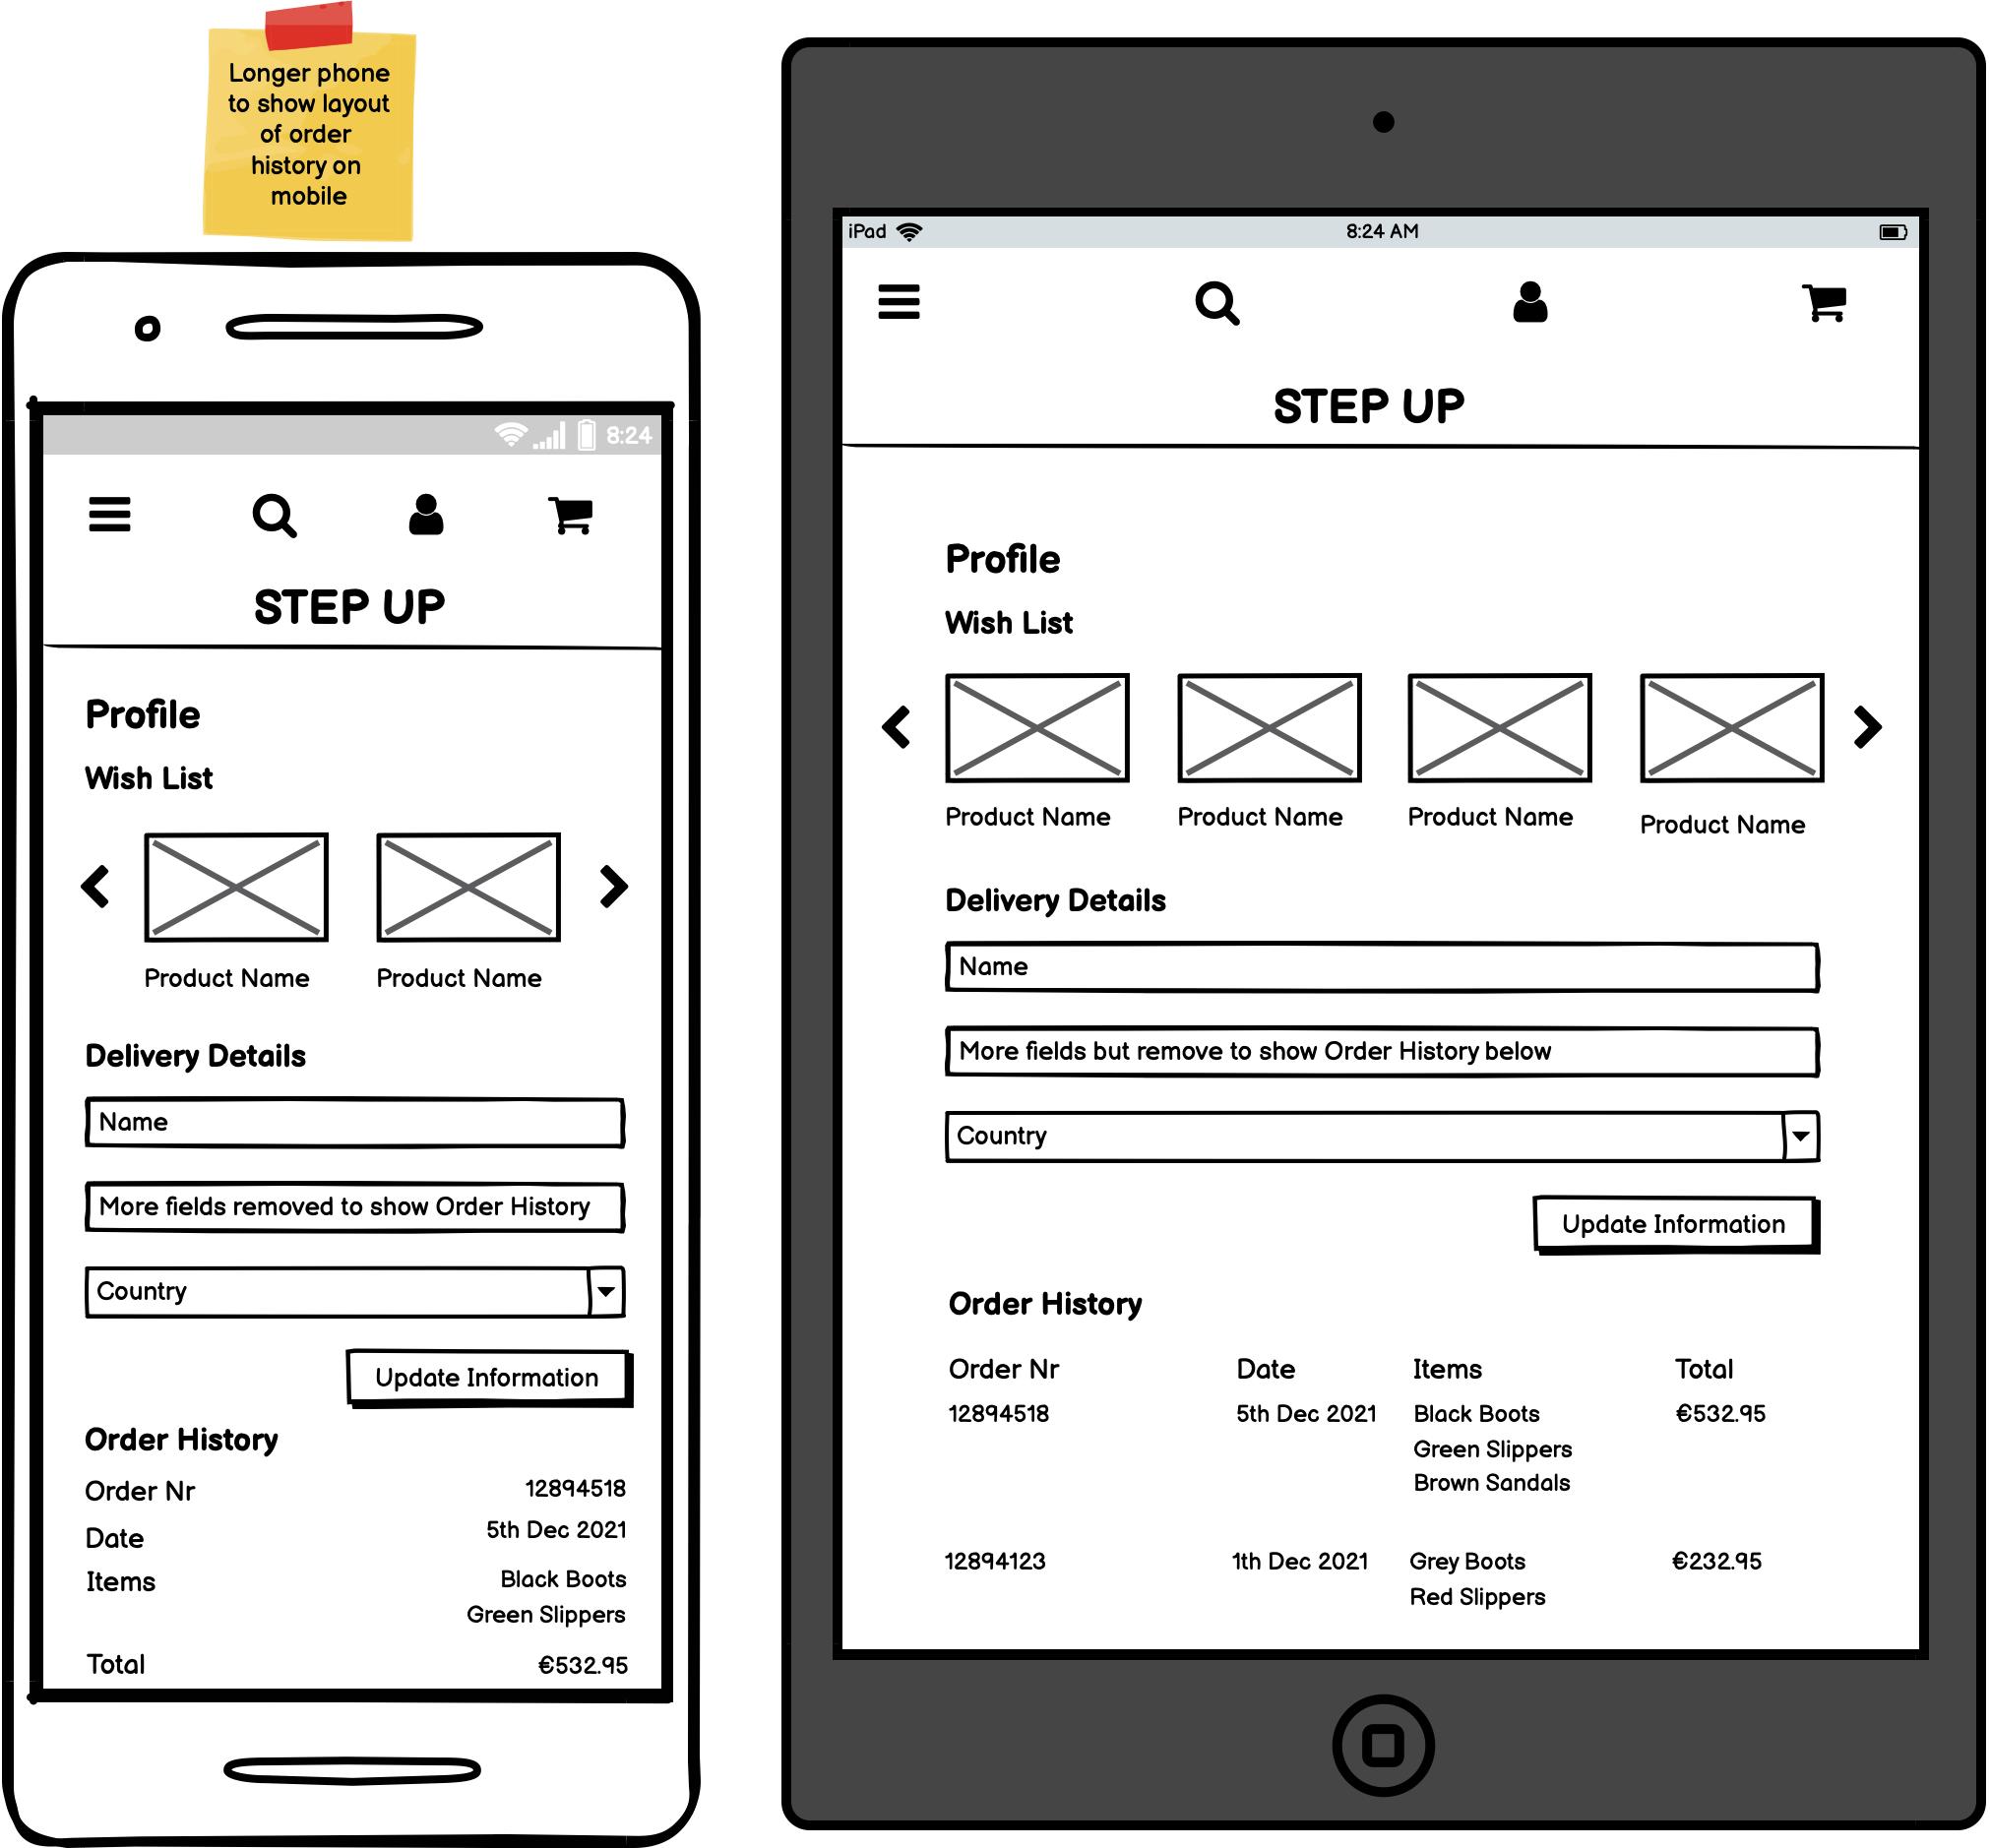 Longer phone
to show layout
of order
history on
mobile
8:24
STEP UP
Profile
Wish List
Product Name Product Name
Delivery Details
Name
More fields removed to show Order History
Country
Update Information
Order History
Order Nr 12894518
Date 5th Dec 2021
Items Black Boots
Green Slippers
Total €532.95
iPad 8:24 AM
STEP UP
Profile
Wish List
Product Name Product Name Product Name Product Name
Delivery Details
Name
More fields but remove to show Order History below
Country
Update Information
Order History
Order Nr Date Items Total
12894518 5th Dec 2021 Black Boots €532.95
Green Slippers
Brown Sandals
12894123 1th Dec 2021 Grey Boots €232.95
Red Slippers